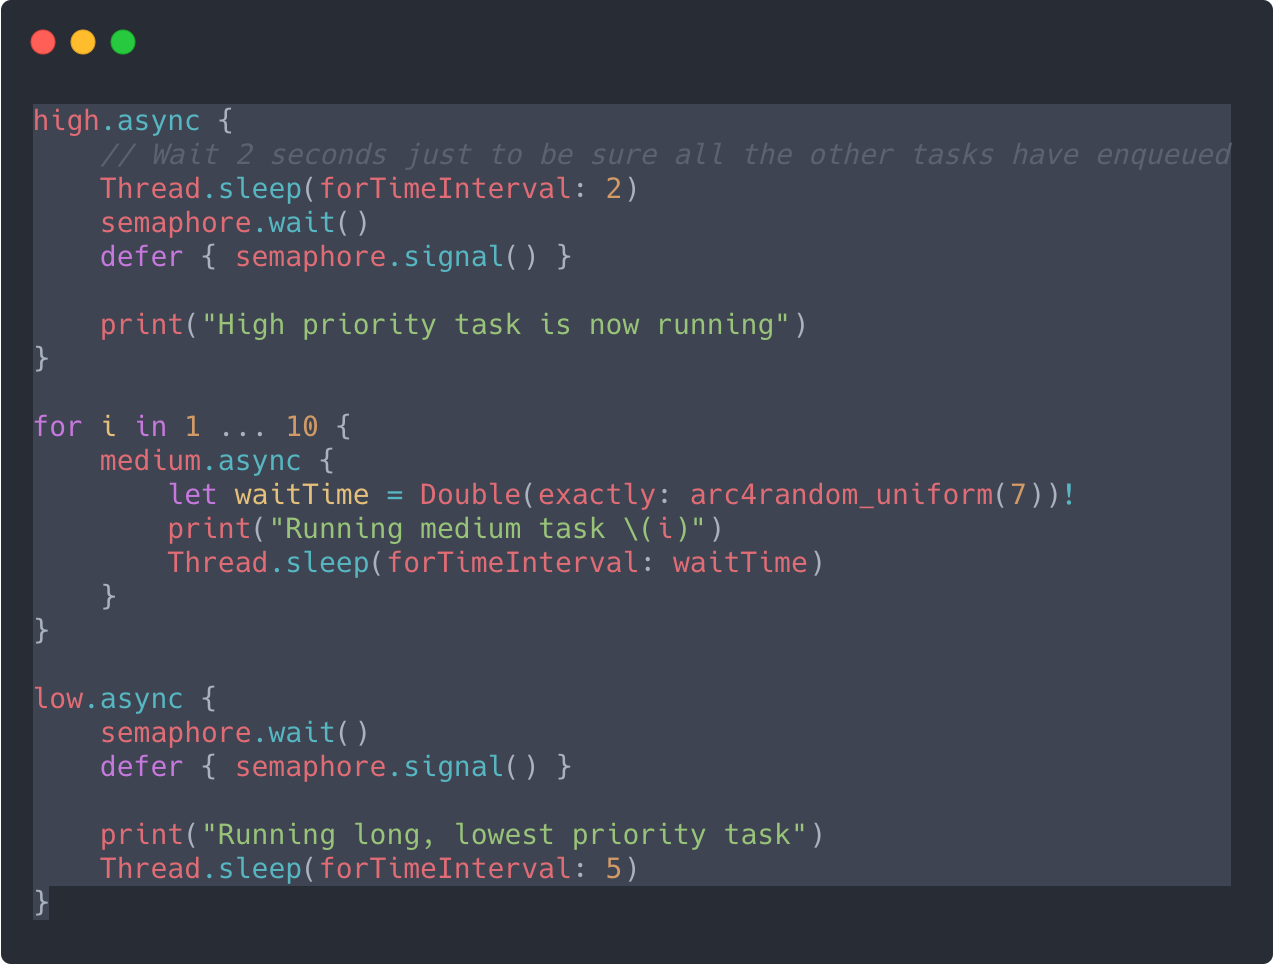 high.async {
    // Wait 2 seconds just to be sure all the other tasks have enqueued
    Thread.sleep(forTimeInterval: 2)
    semaphore.wait()
    defer { semaphore.signal() }

    print("High priority task is now running")
}

for i in 1 ... 10 {
    medium.async {
        let waitTime = Double(exactly: arc4random_uniform(7))!
        print("Running medium task \(i)")
        Thread.sleep(forTimeInterval: waitTime)
    }
}

low.async {
    semaphore.wait()
    defer { semaphore.signal() }

    print("Running long, lowest priority task")
    Thread.sleep(forTimeInterval: 5)
}